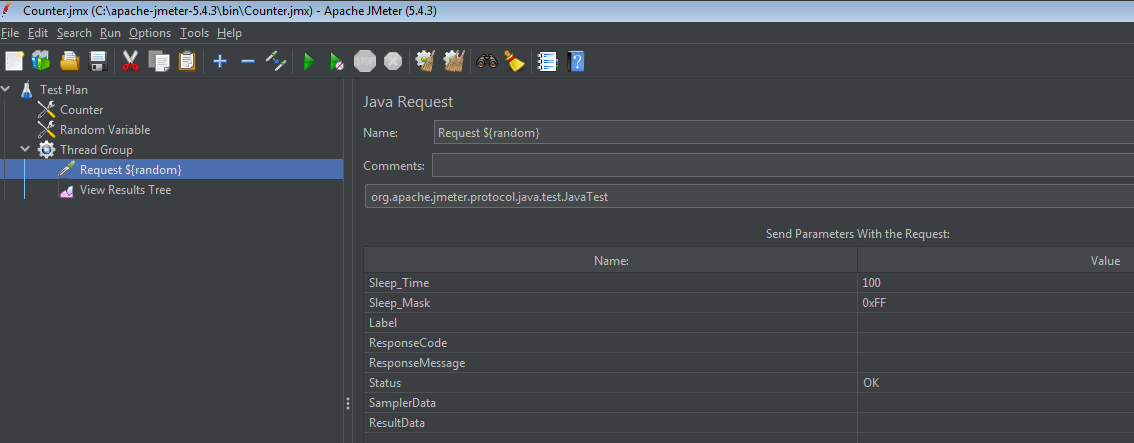 Counter.jmx (C:\apache-jmeter-5.4.3\bin\Counter.jmx) - Apache JMeter (5.4.3)
File Edit Search Run Options Tools Help
STOP
Test Plan
Counter
Random Variable
Thread Group
Request ${random}
View Results Tree
Java Request
Name: Request ${random}
Comments:
org.apache.jmeter.protocol.java.test.JavaTest
Send Parameters With the Request:
Name: Value
Sleep_Time 100
Sleep_Mask 0xFF
Label
ResponseCode
ResponseMessage
Status OK
SamplerData
ResultData